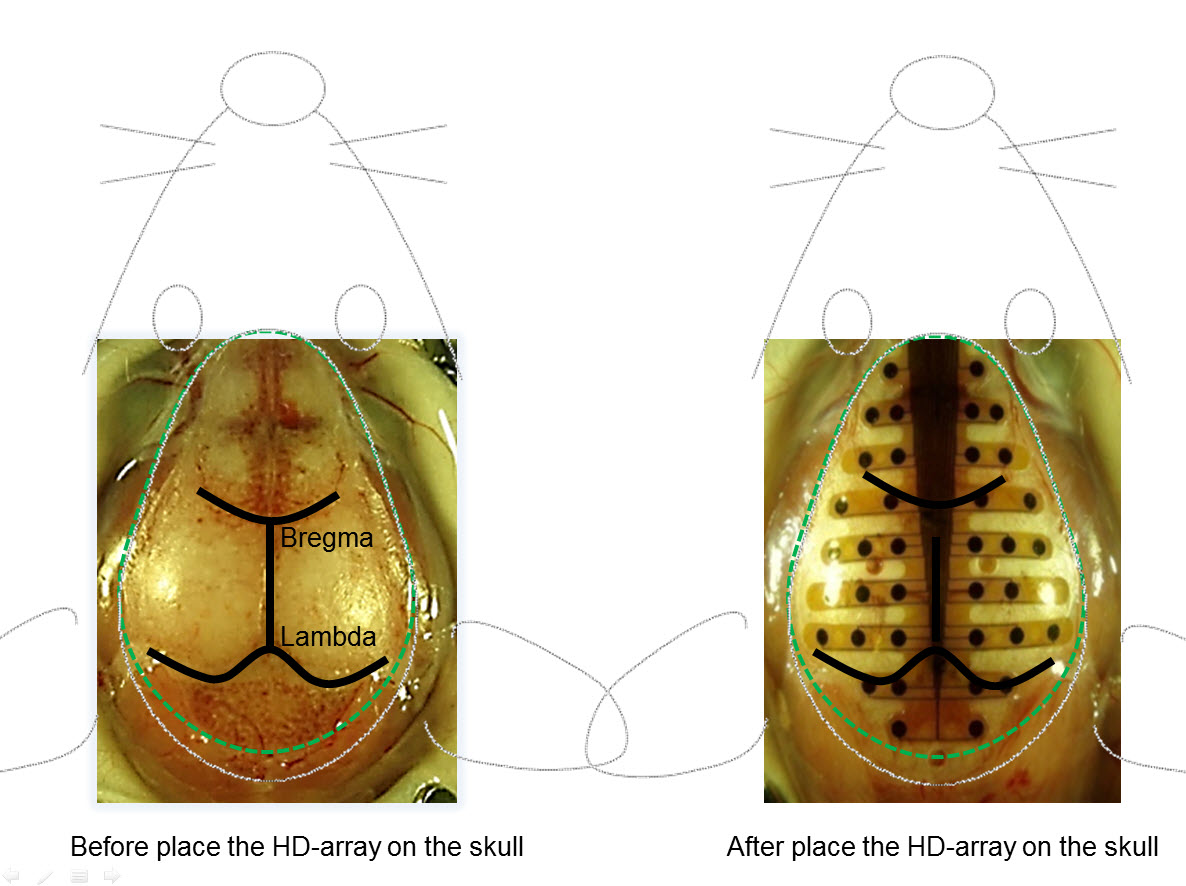 Bregma
Lambda
Before place the HD-array on the skull
After place the HD-array on the skull